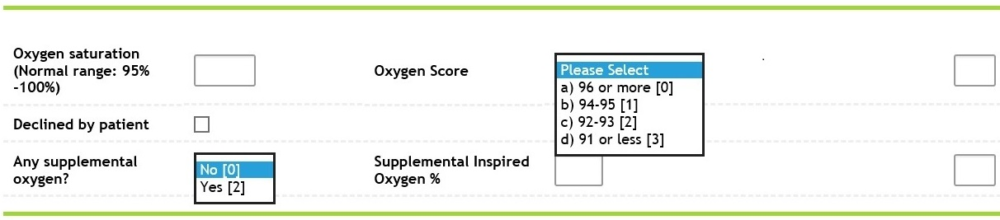 Oxygen saturation
(Normal range: 95%
-100%)
Oxygen Score
Please Select
a) 96 or more [0]
b) 94-95 [1]
c) 92-93 [2]
d) 91 or less [3]
Declined by patient
Any supplemental
oxygen?
No [0]
Yes [2]
Supplemental Inspired
Oxygen %